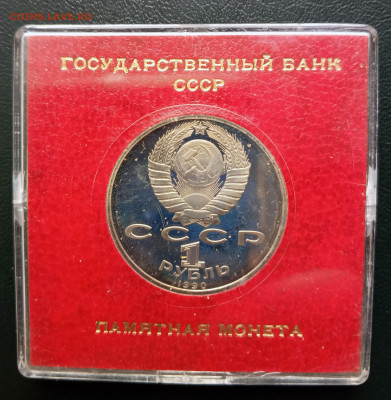 ГОСУДАРСТВЕННЫЙ БАНК
СССР
СССР
1
РУБЛЬ
1990
ПАМЯТНАЯ МОНЕТА